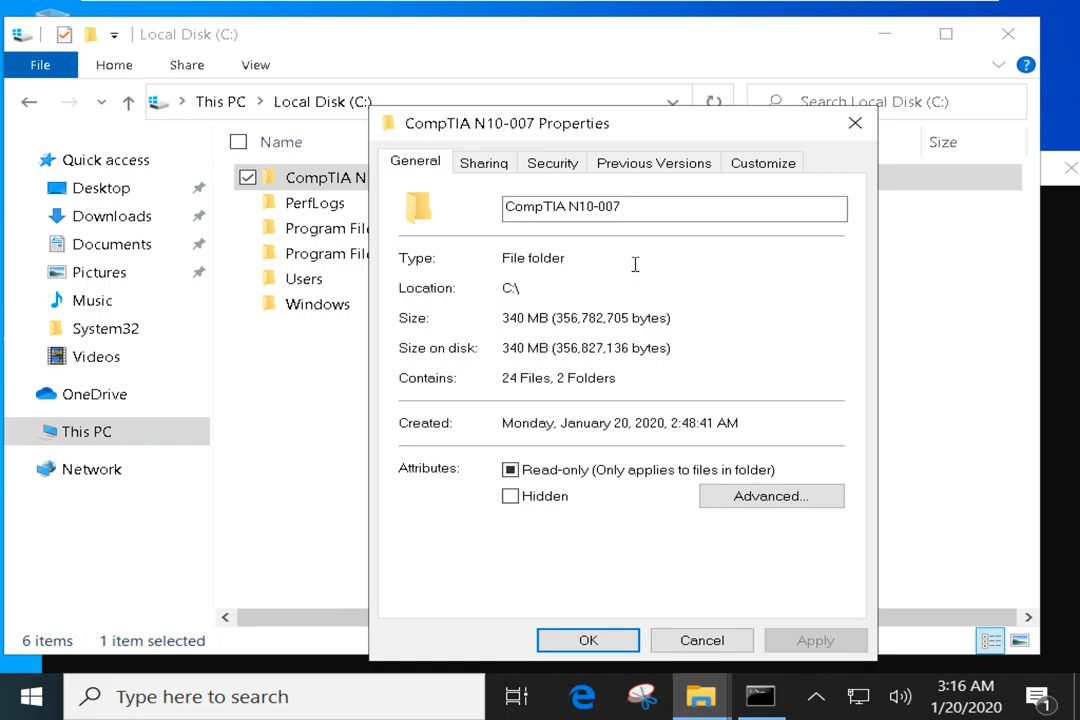 Local Disk (C:)
File
Home
Share
View
This PC
Local Disk (C:)
Search Local Disk (C:)
Quick access
Desktop
Downloads
Documents
Pictures
Music
System32
Videos
OneDrive
This PC
Network
Name
Size
CompTIA N
PerfLogs
Program File
Program File
Users
Windows
6 items
1 item selected
CompTIA N10-007 Properties
General
Sharing
Security
Previous Versions
Customize
CompTIA N10-007
Type: File folder
Location: C:\
Size: 340 MB (356,782,705 bytes)
Size on disk: 340 MB (356,827,136 bytes)
Contains: 24 Files, 2 Folders
Created: Monday, January 20, 2020, 2:48:41 AM
Attributes: Read-only (Only applies to files in folder)
Hidden
Advanced...
OK
Cancel
Apply
Type here to search
3:16 AM
1/20/2020
1